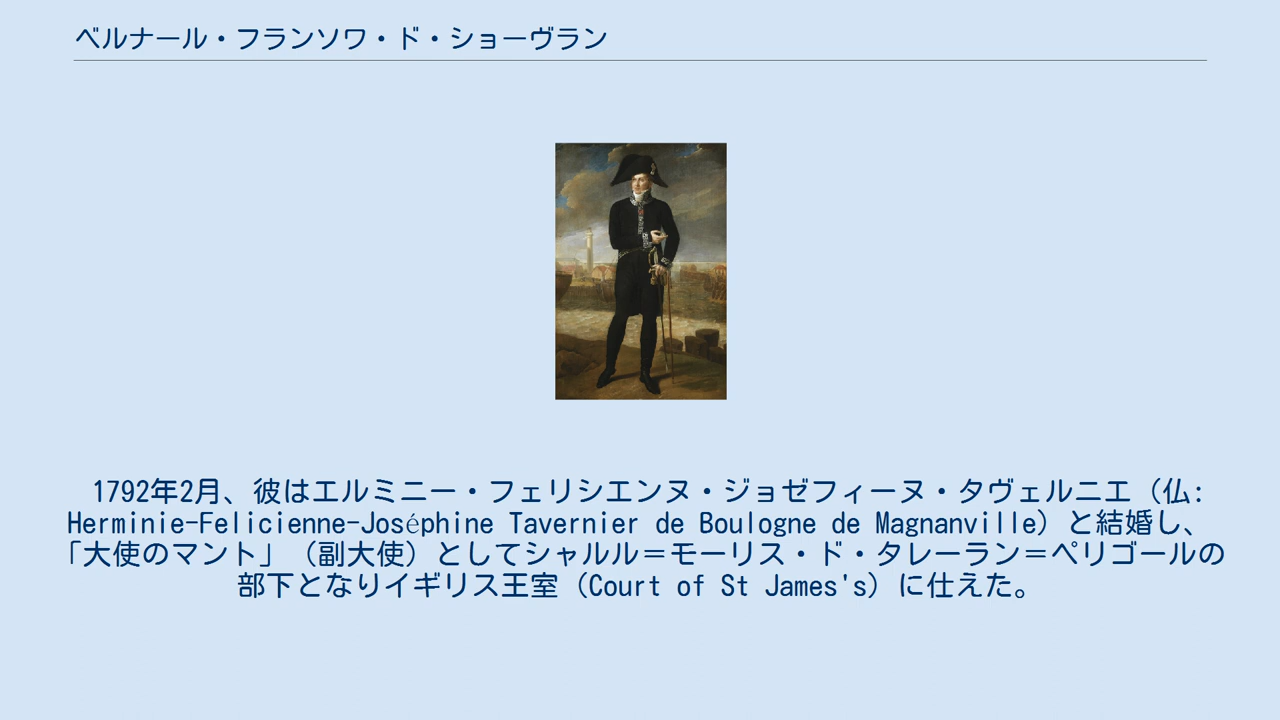 ベルナール・フランソワ・ド・ショーヴラン
1792年2月、彼はエルミニー・フェリシエンヌ・ジョゼフィーヌ・タヴェルニエ（仏:
Herminie-Felicienne-Joséphine Tavernier de Boulogne de Magnanville）と結婚し、
「大使のマント」（副大使）としてシャルル＝モーリス・ド・タレーラン＝ペリゴールの
部下となりイギリス王室（Court of St James's）に仕えた。